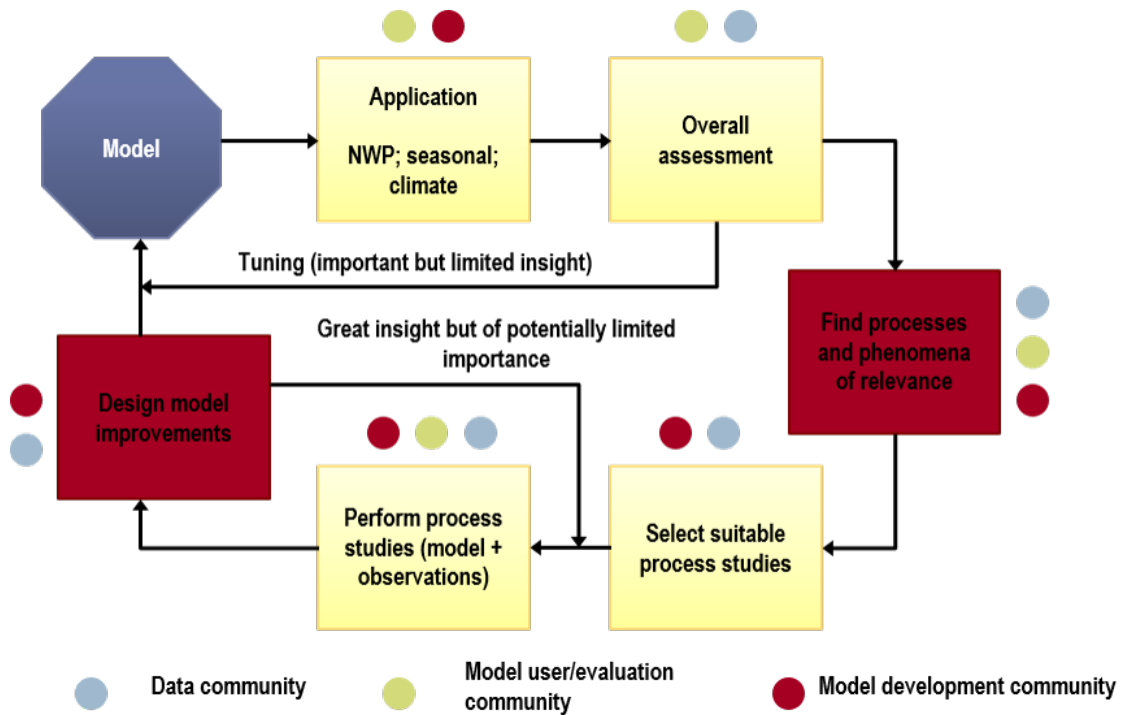 Model
Application
NWP; seasonal;
climate
Overall
assessment
Tuning (important but limited insight)
Find processes
and phenomena
of relevance
Great insight but of potentially limited
importance
Design model
improvements
Perform process
studies (model +
observations)
Select suitable
process studies
Data community
Model user/evaluation
community
Model development community